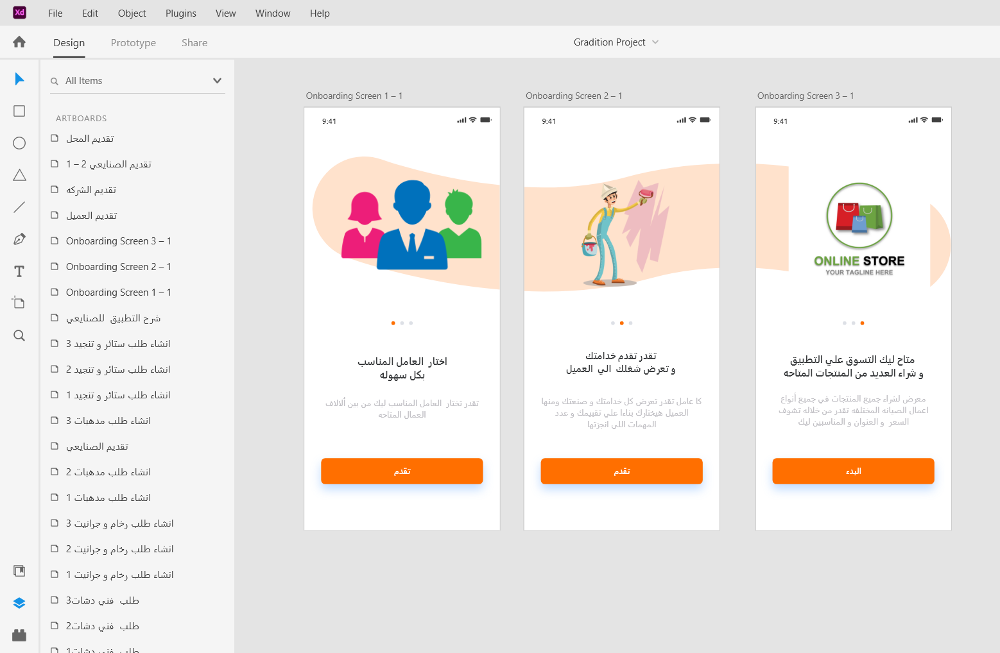 Xd
File Edit Object Plugins View Window Help
Design Prototype Share
Gradition Project
All Items
ARTBOARDS
تقديم المحل
تقديم الصنايعي 2 – 1
تقديم الشركه
تقديم العميل
Onboarding Screen 3 – 1
Onboarding Screen 2 – 1
Onboarding Screen 1 – 1
شرح التطبيق للصنايعي
انشاء طلب ستائر و تنجيد 3
انشاء طلب ستائر و تنجيد 2
انشاء طلب ستائر و تنجيد 1
انشاء طلب مدهبات 3
تقديم الصنايعي
انشاء طلب مدهبات 2
انشاء طلب مدهبات 1
انشاء طلب رخام و جرانيت 3
انشاء طلب رخام و جرانيت 2
انشاء طلب رخام و جرانيت 1
طلب فني دشات3
طلب فني دشات2
طلب فني دشات1
Onboarding Screen 1 – 1
9:41
اختار العامل المناسب
بكل سهوله
تقدر تختار العامل المناسب ليك من بين ألالاف
العمال المتاحه
تقدم
Onboarding Screen 2 – 1
9:41
تقدر تقدم خدامتك
و تعرض شغلك الي العميل
كا عامل تقدر تعرض كل خدامتك و صنعتك ومنها
العميل هيختارك بناءا علي تقييمك و عدد
المهمات اللي انجزتها
تقدم
Onboarding Screen 3 – 1
9:41
ONLINE STORE
YOUR TAGLINE HERE
متاح ليك التسوق علي التطبيق
و شراء العديد من المنتجات المتاحه
معرض لشراء جميع المنتجات في جميع أنواع
اعمال الصيانه المختلفه تقدر من خلاله تشوف
السعر و العنوان و المناسبين ليك
البدء